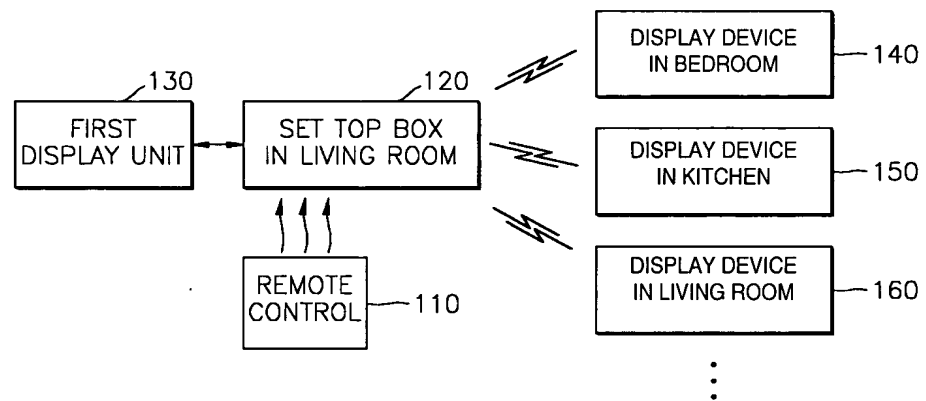 130
FIRST
DISPLAY UNIT
120
SET TOP BOX
IN LIVING ROOM
REMOTE
CONTROL
110
DISPLAY DEVICE
IN BEDROOM
140
DISPLAY DEVICE
IN KITCHEN
150
DISPLAY DEVICE
IN LIVING ROOM
160